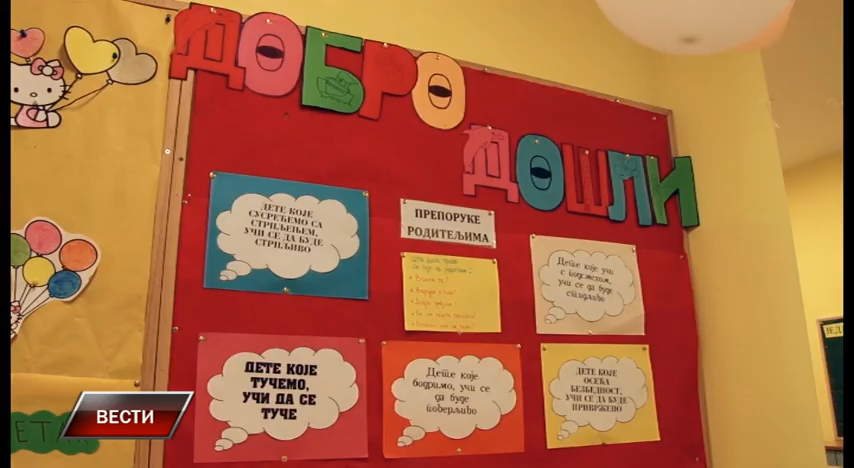 ДОБРО
ДОШЛИ
ДЕТЕ КОЈЕ
СУСРЕЋЕМО СА
СТРПЉЕЊЕМ,
УЧИ СЕ ДА БУДЕ
СТРПЉИВО
ПРЕПОРУКЕ
РОДИТЕЉИМА
Дете које учи
с подсмехом,
учи се да буде
стидљиво
ДЕТЕ КОЈЕ
ТУЧЕМО,
УЧИ ДА СЕ
ТУЧЕ
Дете које
бодримо, учи се
да буде
поверљиво
ДЕТЕ КОЈЕ
ОСЕЋА
БЕЗБЕДНОСТ,
УЧИ СЕ ДА БУДЕ
ПРИВРЖЕНО
ВЕСТИ